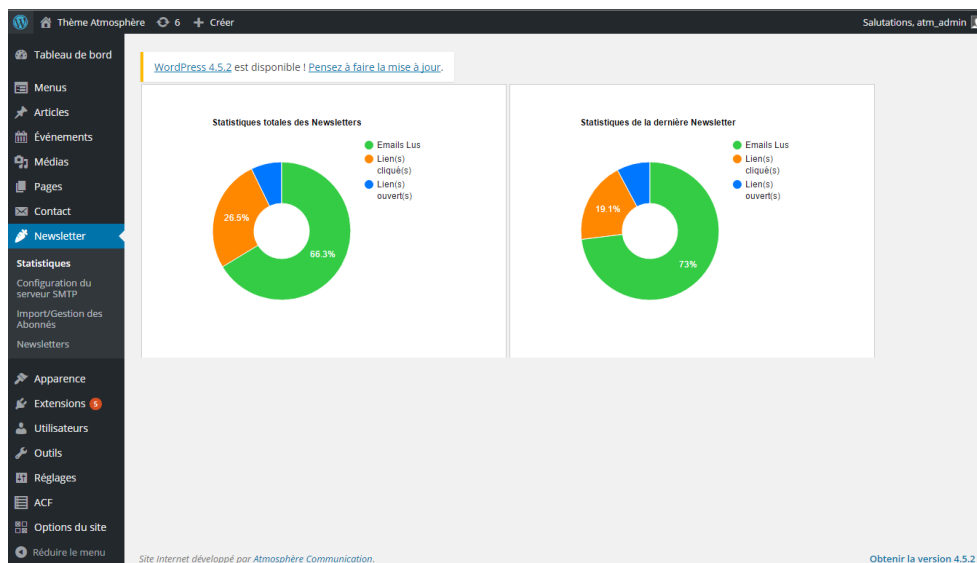 Thème Atmosphère 6 + Créer Salutations, atm_admin
Tableau de bord
Menus
Articles
Événements
Médias
Pages
Contact
Newsletter
Statistiques
Configuration du
serveur SMTP
Import/Gestion des
Abonnés
Newsletters
Apparence
Extensions 5
Utilisateurs
Outils
Réglages
ACF
Options du site
Réduire le menu
WordPress 4.5.2 est disponible ! Pensez à faire la mise à jour.
Statistiques totales des Newsletters
Emails Lus
Lien(s)
cliqué(s)
Lien(s)
ouvert(s)
26.5%
66.3%
Statistiques de la dernière Newsletter
Emails Lus
Lien(s)
cliqué(s)
Lien(s)
ouvert(s)
19.1%
73%
Site Internet développé par Atmosphère Communication.
Obtenir la version 4.5.2